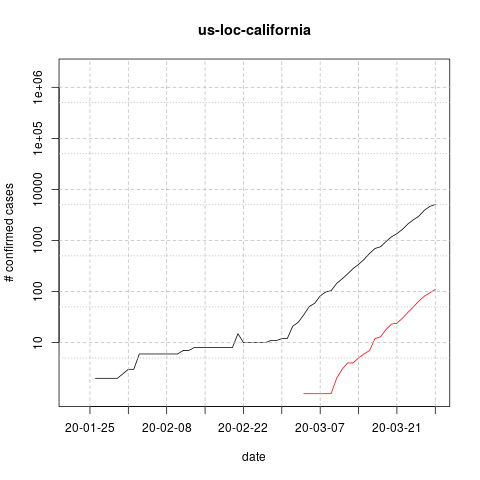 us-loc-california
# confirmed cases
1e+06
1e+05
10000
1000
100
10
20-01-25 20-02-08 20-02-22 20-03-07 20-03-21
date